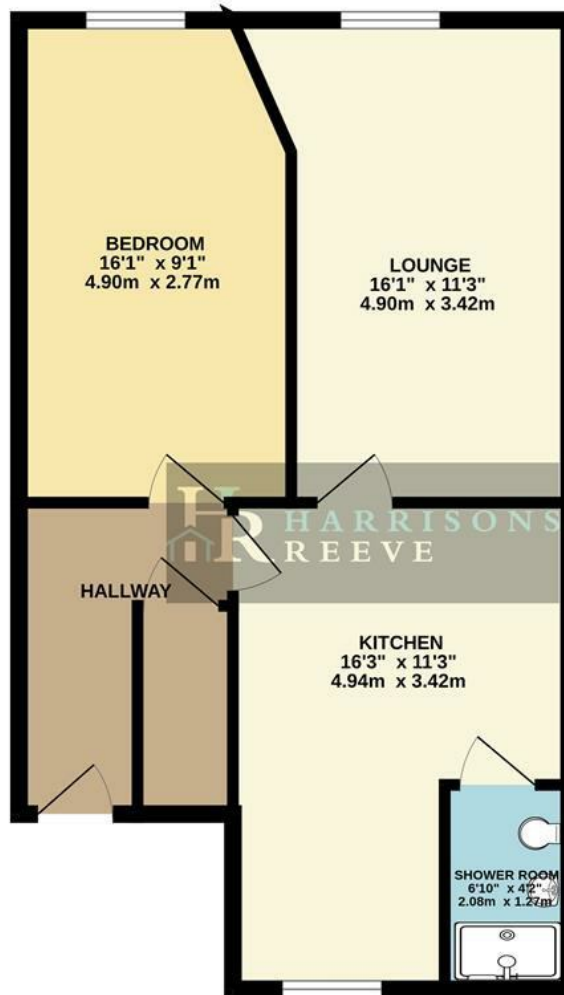 BEDROOM
16'1" x 9'1"
4.90m x 2.77m
LOUNGE
16'1" x 11'3"
4.90m x 3.42m
HR HARRISONS
REEVE
HALLWAY
KITCHEN
16'3" x 11'3"
4.94m x 3.42m
SHOWER ROOM
6'10" x 4'2"
2.08m x 1.27m